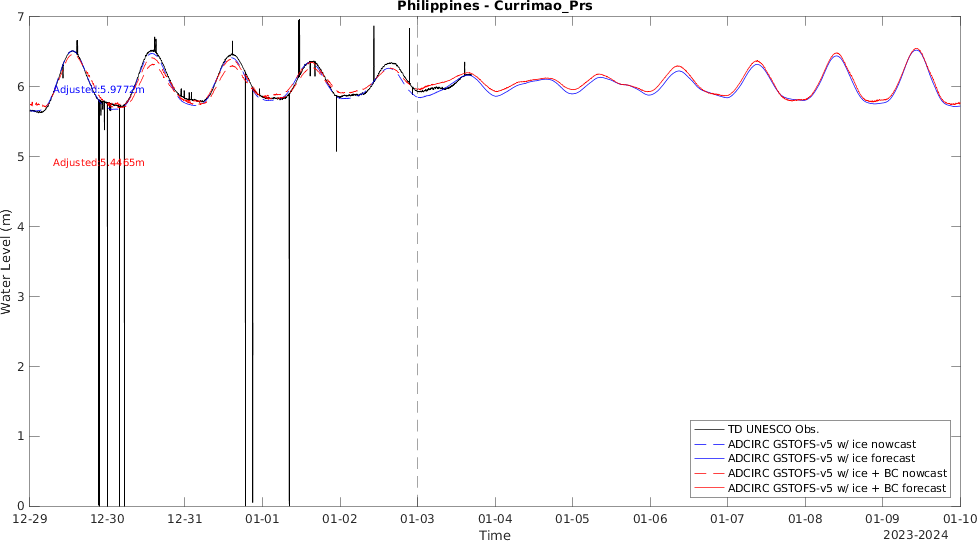 Philippines - Currimao_Prs
7
6
5
4
3
2
1
0
Water Level (m)
Adjusted:5.9772m
Adjusted:5.4465m
TD UNESCO Obs.
ADCIRC GSTOFS-v5 w/ ice nowcast
ADCIRC GSTOFS-v5 w/ ice forecast
ADCIRC GSTOFS-v5 w/ ice + BC nowcast
ADCIRC GSTOFS-v5 w/ ice + BC forecast
12-29 12-30 12-31 01-01 01-02 01-03 01-04 01-05 01-06 01-07 01-08 01-09 01-10
Time
2023-2024